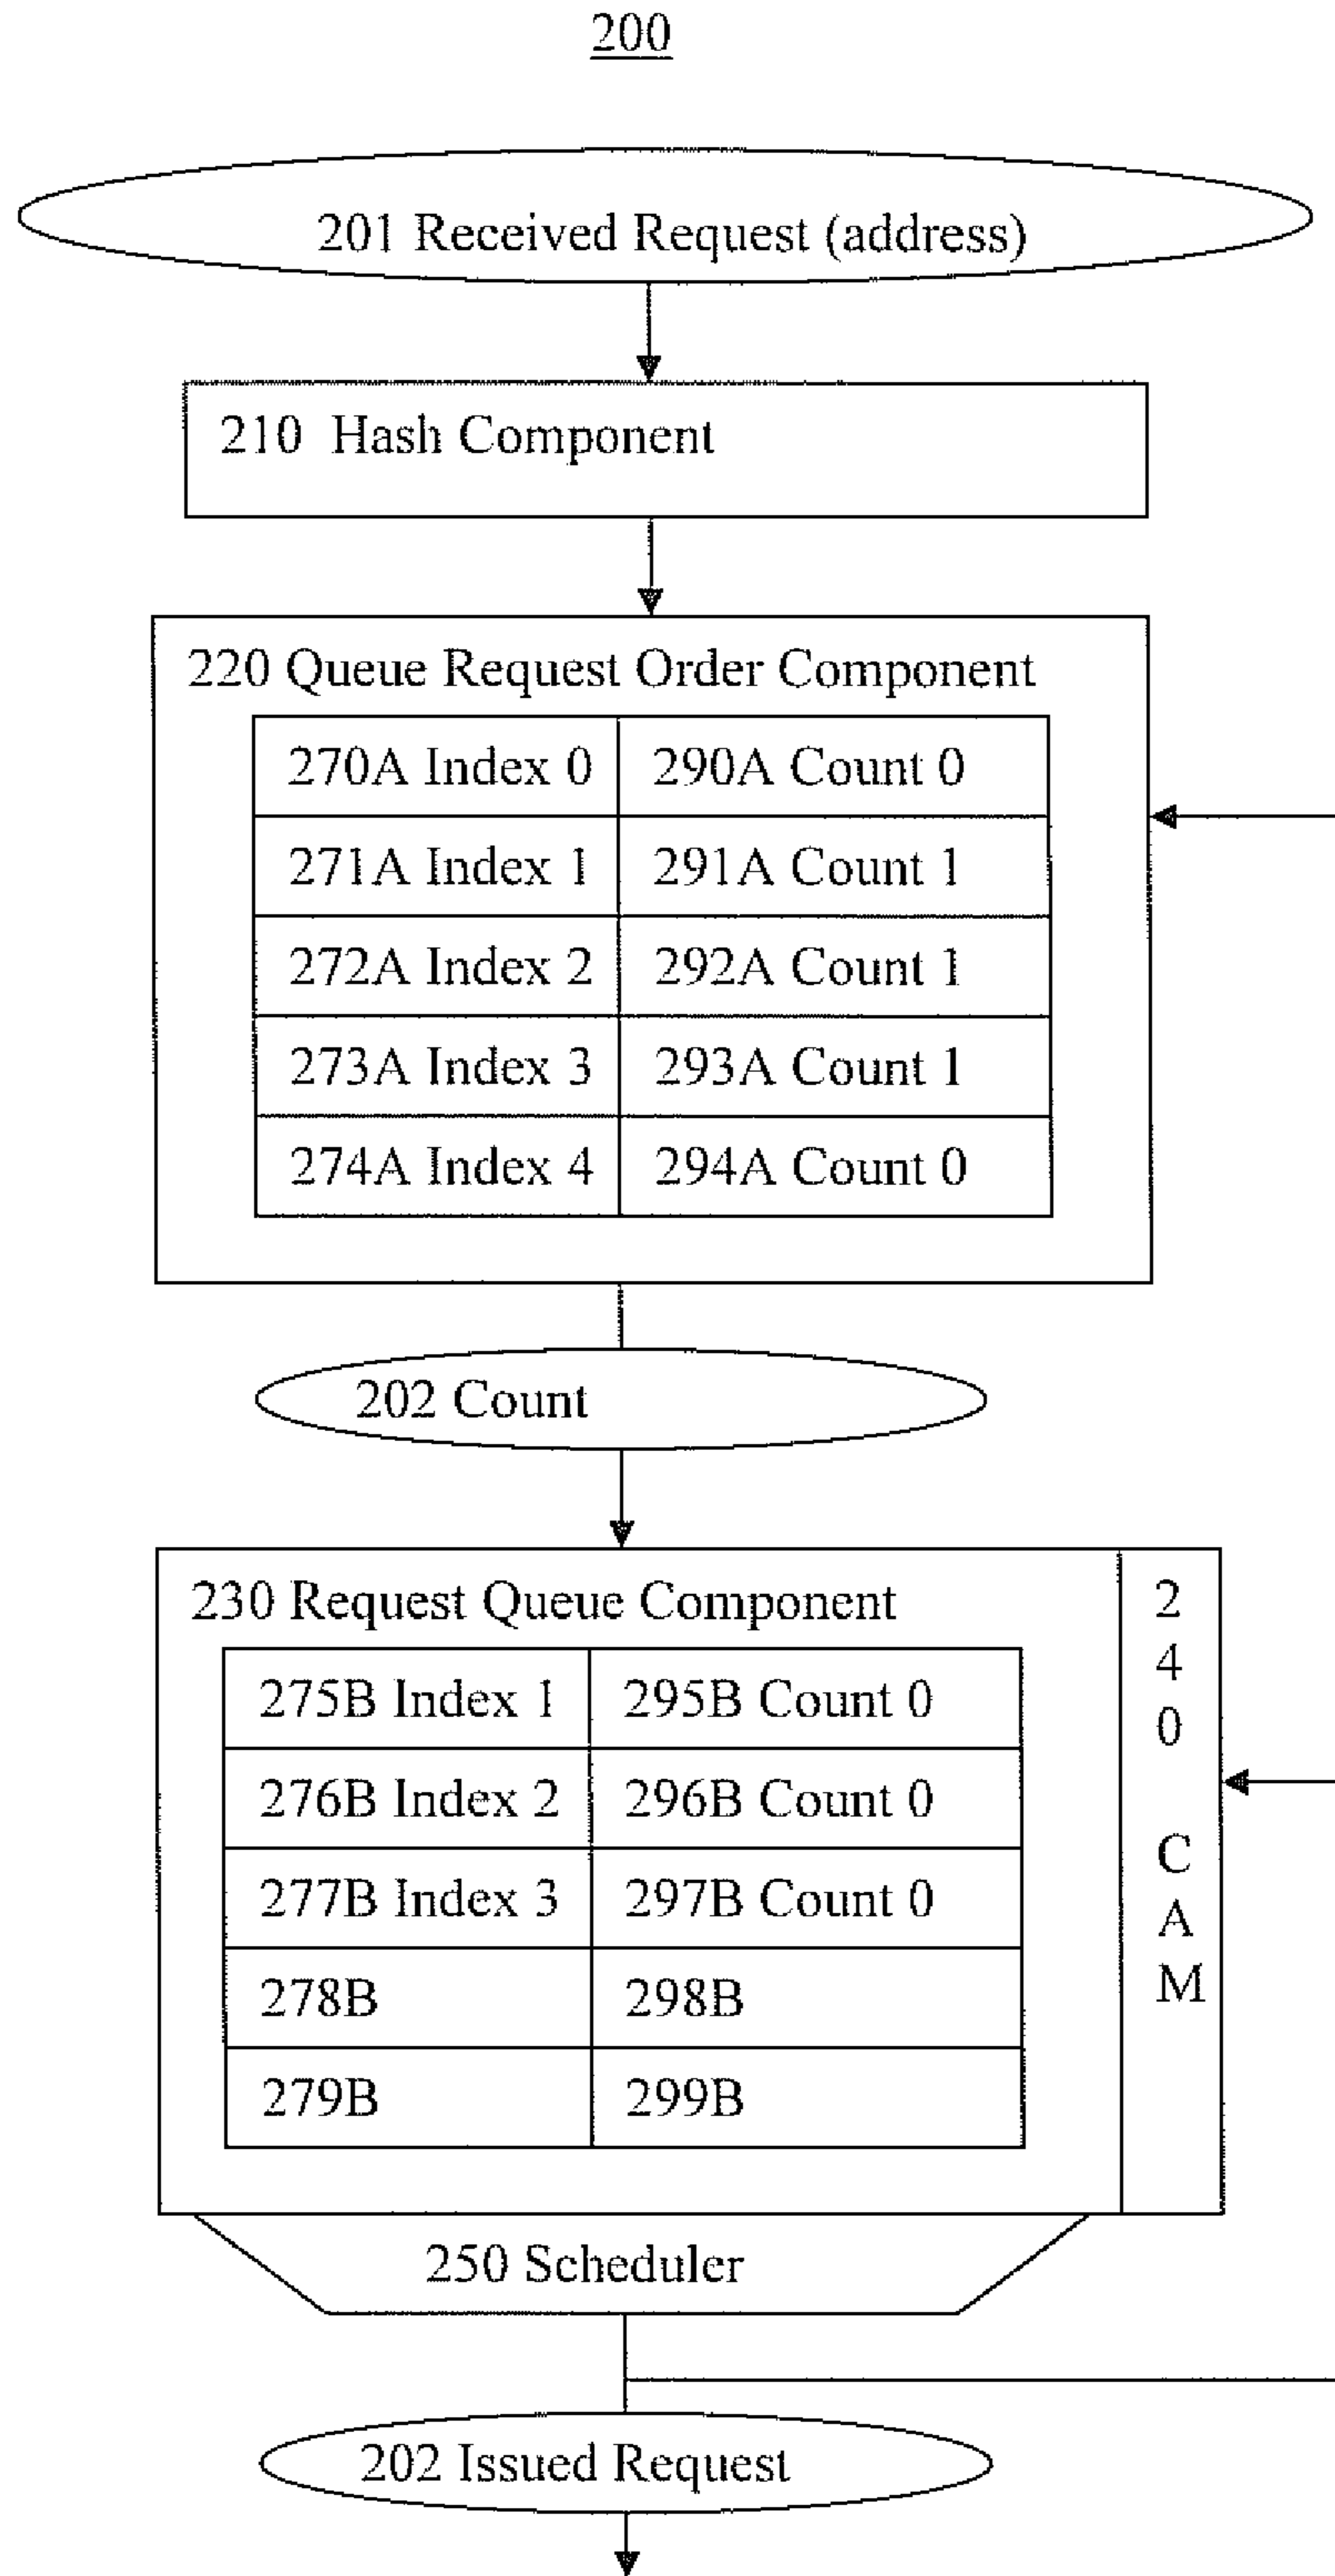 200
201 Received Request (address)
210 Hash Component
220 Queue Request Order Component
270A Index 0 290A Count 0
271A Index 1 291A Count 1
272A Index 2 292A Count 1
273A Index 3 293A Count 1
274A Index 4 294A Count 0
202 Count
230 Request Queue Component
275B Index 1 295B Count 0
276B Index 2 296B Count 0
277B Index 3 297B Count 0
278B 298B
279B 299B
240 CAM
250 Scheduler
202 Issued Request